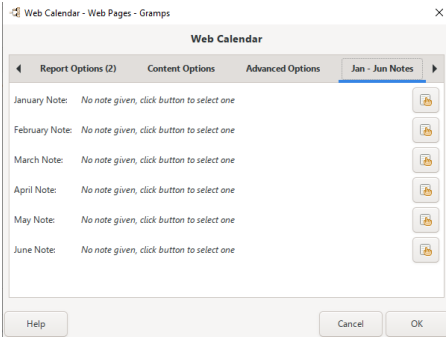 Web Calendar - Web Pages - Gramps
Web Calendar
Report Options (2) Content Options Advanced Options Jan - Jun Notes
January Note: No note given, click button to select one
February Note: No note given, click button to select one
March Note: No note given, click button to select one
April Note: No note given, click button to select one
May Note: No note given, click button to select one
June Note: No note given, click button to select one
Help Cancel OK